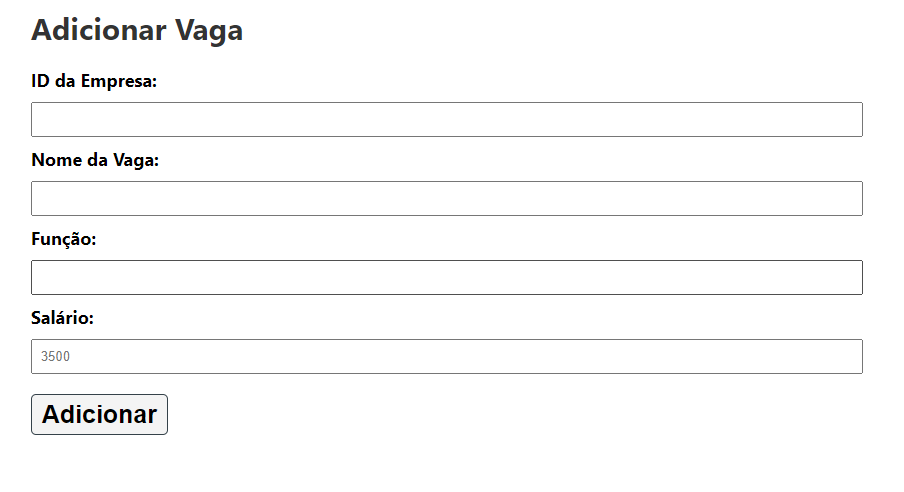 Adicionar Vaga
ID da Empresa:
Nome da Vaga:
Função:
Salário:
3500
Adicionar